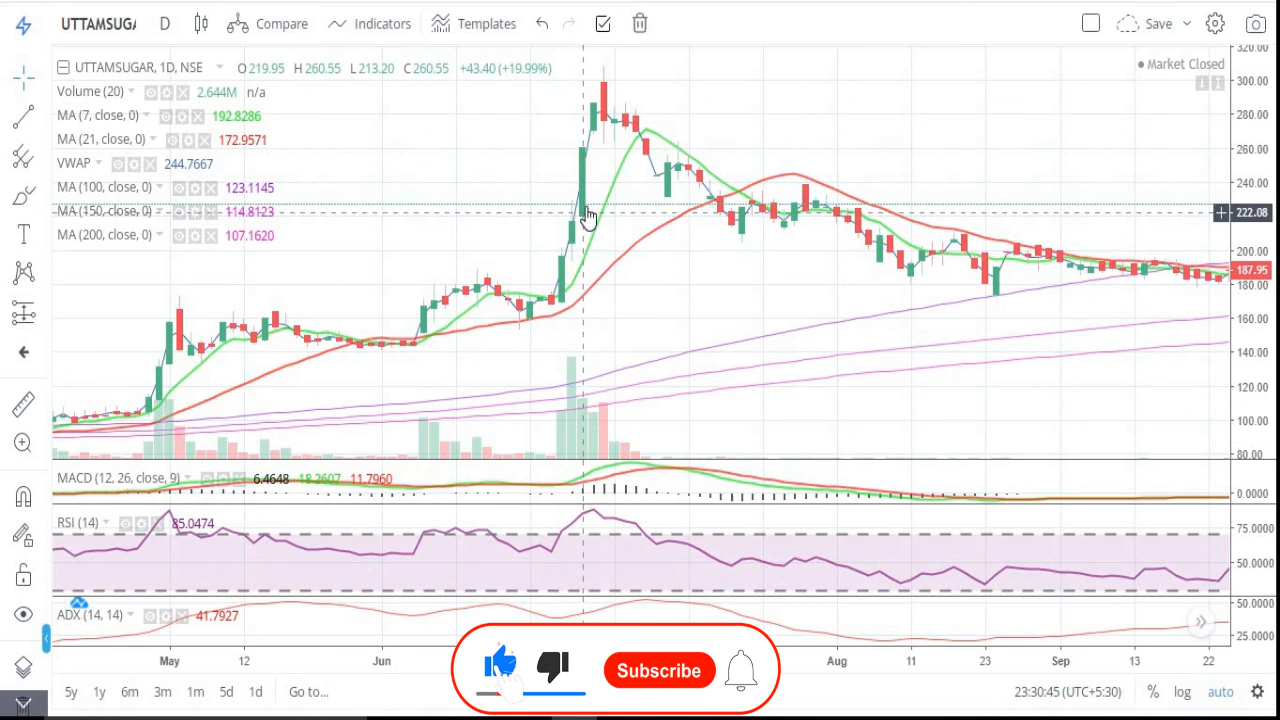 UTTAMSUGA D Compare Indicators Templates Save
UTTAMSUGAR, 1D, NSE O219.95 H260.55 L213.20 C260.55 +43.40 (+19.99%) Market Closed
Volume (20) 2.644M n/a
MA (7, close, 0) 192.8286
MA (21, close, 0) 172.9571
VWAP 244.7667
MA (100, close, 0) 123.1145
MA (150, close, 0) 114.8123
MA (200, close, 0) 107.1620
320.00
300.00
280.00
260.00
240.00
222.08
200.00
187.95
180.00
160.00
140.00
120.00
100.00
80.00
MACD (12, 26, close, 9) 6.4648 18.2607 11.7960
0.0000
RSI (14) 85.0474
75.0000
50.0000
ADX (14, 14) 41.7927
50.0000
25.0000
May 12 Jun Aug 11 23 Sep 13 22
Subscribe
5y 1y 6m 3m 1m 5d 1d Go to... 23:30:45 (UTC+5:30) % log auto